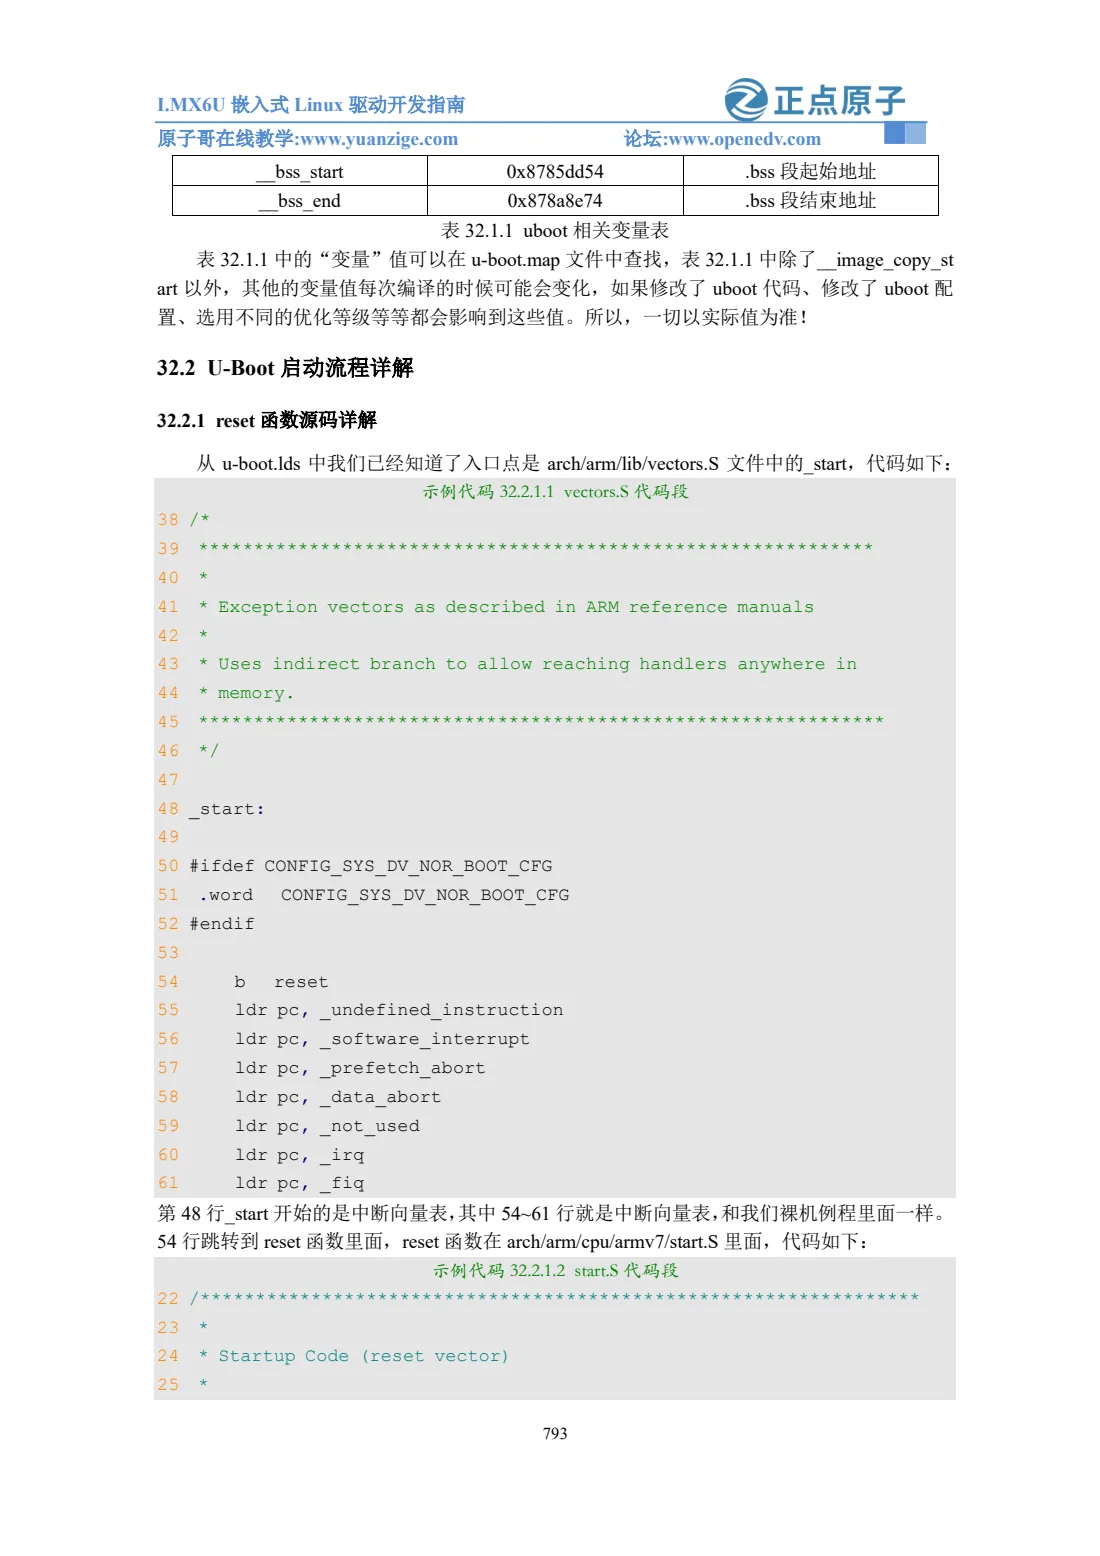 I.MX6U 嵌入式 Linux 驱动开发指南
正点原子
原子哥在线教学:www.yuanzige.com 论坛:www.openedv.com
__bss_start 0x8785dd54 .bss 段起始地址
__bss_end 0x878a8e74 .bss 段结束地址
表 32.1.1 uboot 相关变量表
表 32.1.1 中的“变量”值可以在 u-boot.map 文件中查找，表 32.1.1 中除了__image_copy_st
art 以外，其他的变量值每次编译的时候可能会变化，如果修改了 uboot 代码、修改了 uboot 配
置、选用不同的优化等级等等都会影响到这些值。所以，一切以实际值为准！
32.2 U-Boot 启动流程详解
32.2.1 reset 函数源码详解
从 u-boot.lds 中我们已经知道了入口点是 arch/arm/lib/vectors.S 文件中的_start，代码如下：
示例代码 32.2.1.1 vectors.S 代码段
38 /*
39 **************************************************************
40 *
41 * Exception vectors as described in ARM reference manuals
42 *
43 * Uses indirect branch to allow reaching handlers anywhere in
44 * memory.
45 ***************************************************************
46 */
47
48 _start:
49
50 #ifdef CONFIG_SYS_DV_NOR_BOOT_CFG
51 .word CONFIG_SYS_DV_NOR_BOOT_CFG
52 #endif
53
54 b reset
55 ldr pc, _undefined_instruction
56 ldr pc, _software_interrupt
57 ldr pc, _prefetch_abort
58 ldr pc, _data_abort
59 ldr pc, _not_used
60 ldr pc, _irq
61 ldr pc, _fiq
第 48 行_start 开始的是中断向量表，其中 54~61 行就是中断向量表，和我们裸机例程里面一样。
54 行跳转到 reset 函数里面，reset 函数在 arch/arm/cpu/armv7/start.S 里面，代码如下：
示例代码 32.2.1.2 start.S 代码段
22 /******************************************************************
23 *
24 * Startup Code (reset vector)
25 *
793